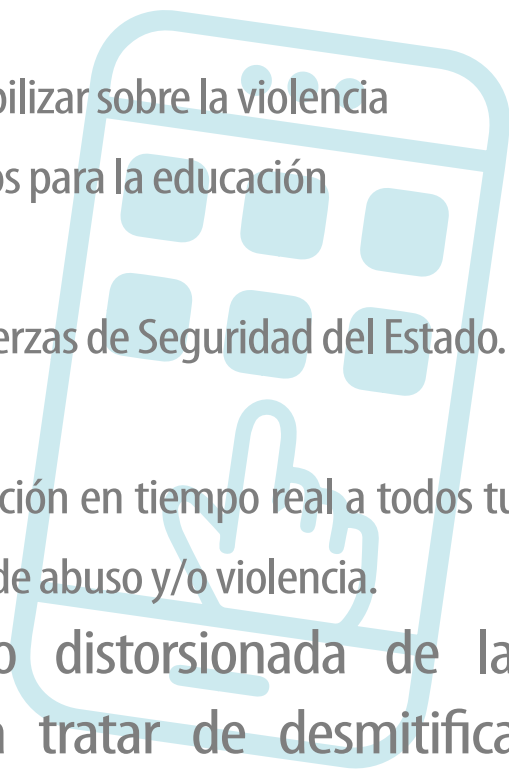 bilizar sobre la violencia
os para la educación
erzas de Seguridad del Estado.
ción en tiempo real a todos tu
de abuso y/o violencia.
o distorsionada de la
tratar de desmitifica